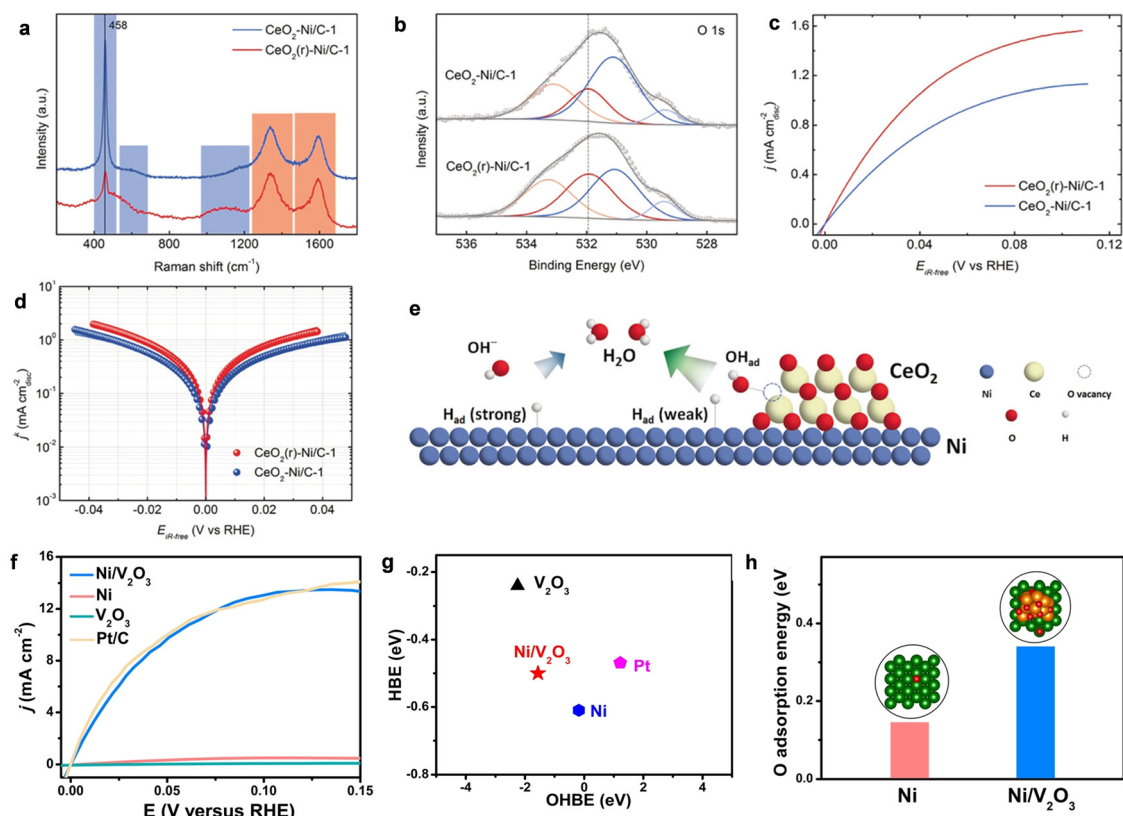 a
458
CeO2-Ni/C-1
CeO2(r)-Ni/C-1
Intensity (a.u.)
400 800 1200 1600
Raman shift (cm-1)
b
O 1s
CeO2-Ni/C-1
CeO2(r)-Ni/C-1
Inensity (a.u.)
536 534 532 530 528
Binding Energy (eV)
c
1.6
1.2
0.8
0.4
0.0
j (mA cm-2disc)
CeO2(r)-Ni/C-1
CeO2-Ni/C-1
0.00 0.04 0.08 0.12
EiR-free (V vs RHE)
d
101
100
10-1
10-2
10-3
jk (mA cm-2disc)
CeO2(r)-Ni/C-1
CeO2-Ni/C-1
-0.04 -0.02 0.00 0.02 0.04
EiR-free (V vs RHE)
e
OH−
H2O
OHad
CeO2
Had (strong)
Had (weak)
Ni
Ni Ce O vacancy
O H
f
16
12
8
4
0
j (mA cm-2)
Ni/V2O3
Ni
V2O3
Pt/C
0.00 0.05 0.10 0.15
E (V versus RHE)
g
-0.2
-0.4
-0.6
-0.8
HBE (eV)
V2O3
Ni/V2O3
Pt
Ni
-4 -2 0 2 4
OHBE (eV)
h
0.4
0.2
0.0
O adsorption energy (eV)
Ni Ni/V2O3